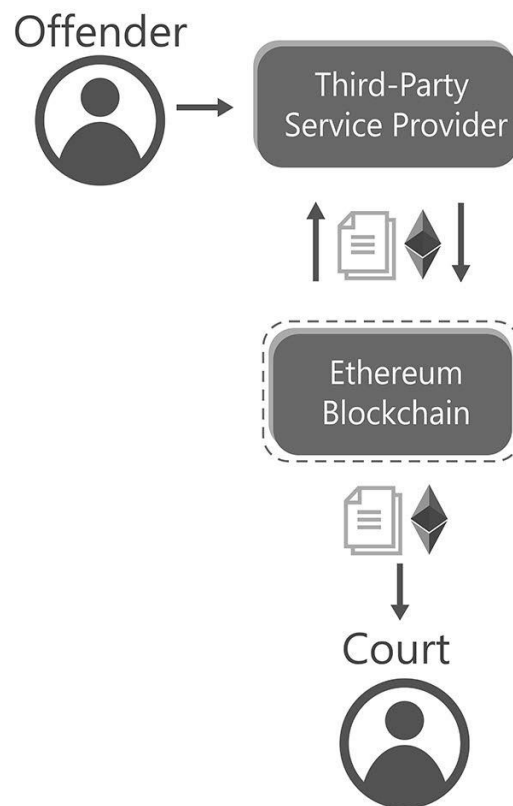 Offender
Third-Party
Service Provider
Ethereum
Blockchain
Court